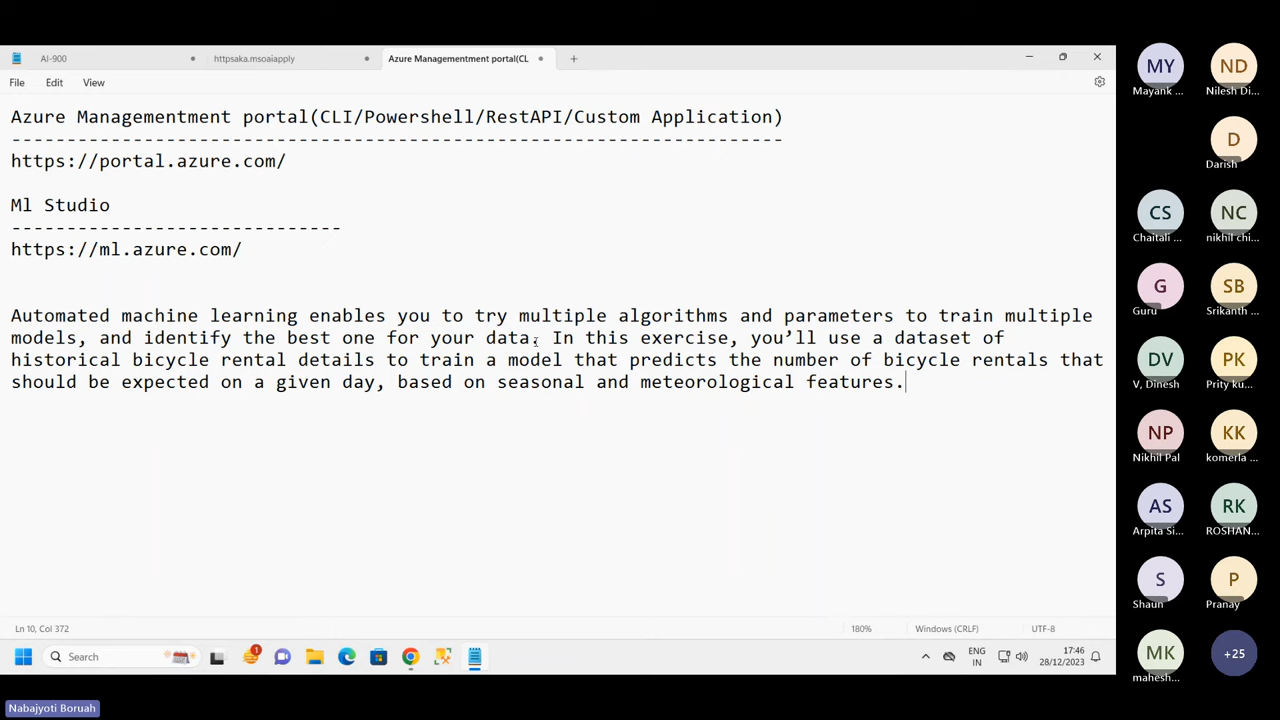 AI-900
httpsaka.msoaiapply
Azure Managementment portal(CL
File
Edit
View
Azure Managementment portal(CLI/Powershell/RestAPI/Custom Application)
----------------------------------------------------------------------
https://portal.azure.com/
Ml Studio
------------------------------
https://ml.azure.com/
Automated machine learning enables you to try multiple algorithms and parameters to train multiple
models, and identify the best one for your data. In this exercise, you’ll use a dataset of
historical bicycle rental details to train a model that predicts the number of bicycle rentals that
should be expected on a given day, based on seasonal and meteorological features.
Ln 10, Col 372
180%
Windows (CRLF)
UTF-8
Search
1
ENG
IN
17:46
28/12/2023
MY
Mayank ...
ND
Nilesh Di...
D
Darish
CS
Chaitali ...
NC
nikhil chi...
G
Guru
SB
Srikanth ...
DV
V, Dinesh
PK
Prity ku...
NP
Nikhil Pal
KK
komerla ...
AS
Arpita Si...
RK
ROSHAN...
S
Shaun
P
Pranay
MK
mahesh...
+25
Nabajyoti Boruah